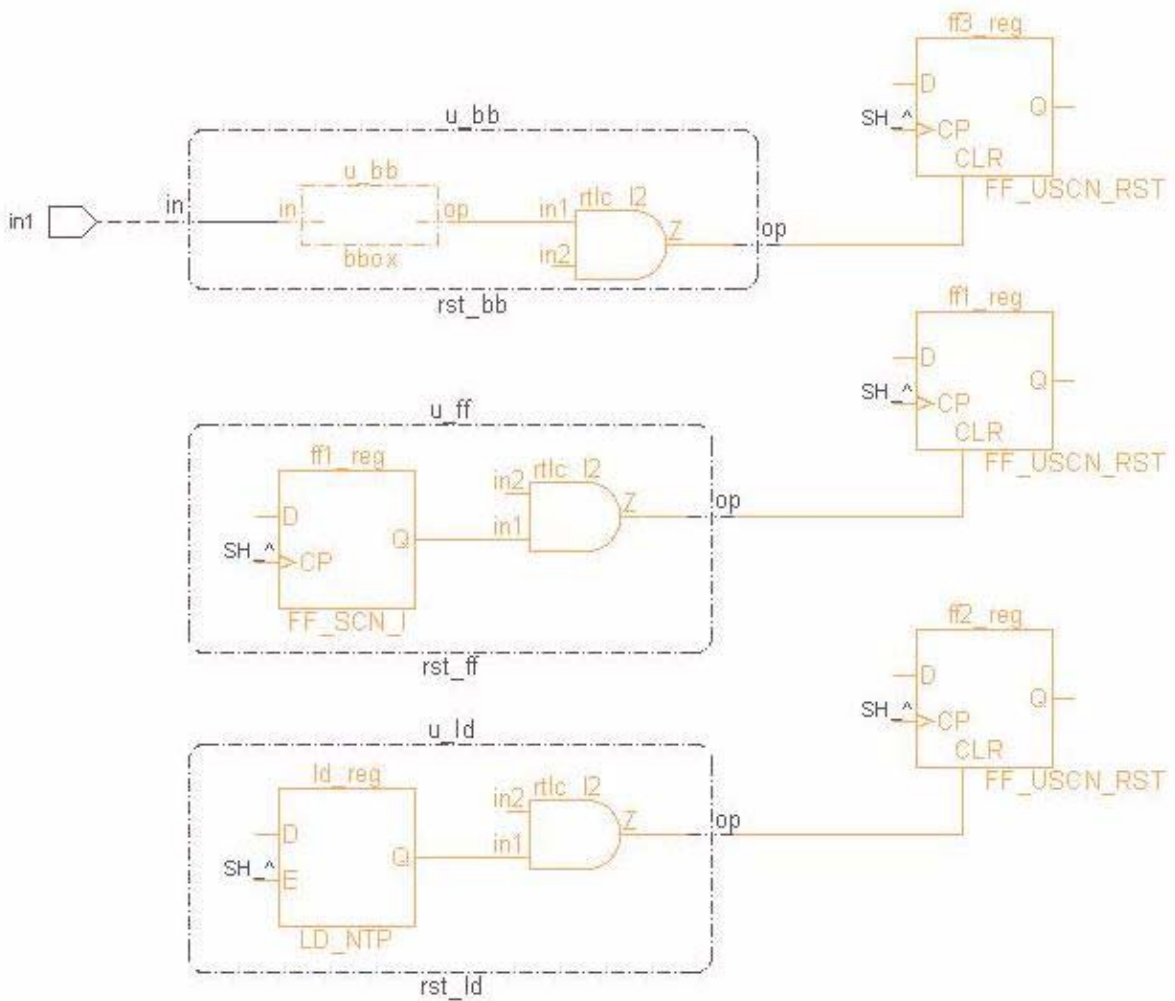 ff3_reg
D
Q
SH_^
CP
CLR
FF_USCN_RST
u_bb
u_bb
in1
in
in
op
bbox
rtlc_I2
in1
in2
Z
op
rst_bb
ff1_reg
D
Q
SH_^
CP
CLR
FF_USCN_RST
u_ff
ff1_reg
D
Q
SH_^
CP
FF_SCN_I
rtlc_I2
in2
in1
Z
op
rst_ff
ff2_reg
D
Q
SH_^
CP
CLR
FF_USCN_RST
u_ld
ld_reg
D
Q
SH_^
E
LD_NTP
rtlc_I2
in2
in1
Z
op
rst_ld